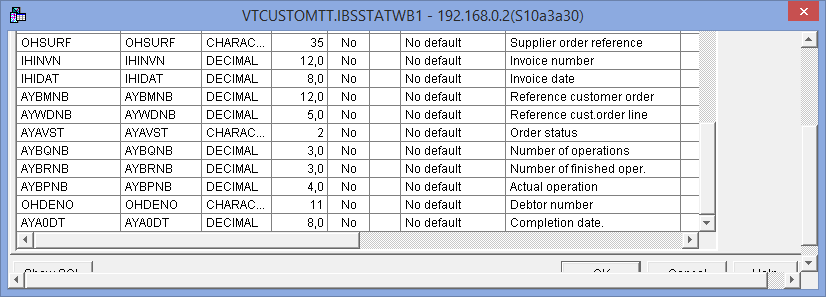 VTCUSTOMTT.IBSSTATWB1 - 192.168.0.2(S10a3a30)
OHSURF OHSURF CHARAC... 35 No No default Supplier order reference
IHINVN IHINVN DECIMAL 12,0 No No default Invoice number
IHIDAT IHIDAT DECIMAL 8,0 No No default Invoice date
AYBMNB AYBMNB DECIMAL 12,0 No No default Reference customer order
AYWDNB AYWDNB DECIMAL 5,0 No No default Reference cust.order line
AYAVST AYAVST CHARAC... 2 No No default Order status
AYBQNB AYBQNB DECIMAL 3,0 No No default Number of operations
AYBRNB AYBRNB DECIMAL 3,0 No No default Number of finished oper.
AYBPNB AYBPNB DECIMAL 4,0 No No default Actual operation
OHDENO OHDENO CHARAC... 11 No No default Debtor number
AYA0DT AYA0DT DECIMAL 8,0 No No default Completion date.
Show SQL OK Cancel Help